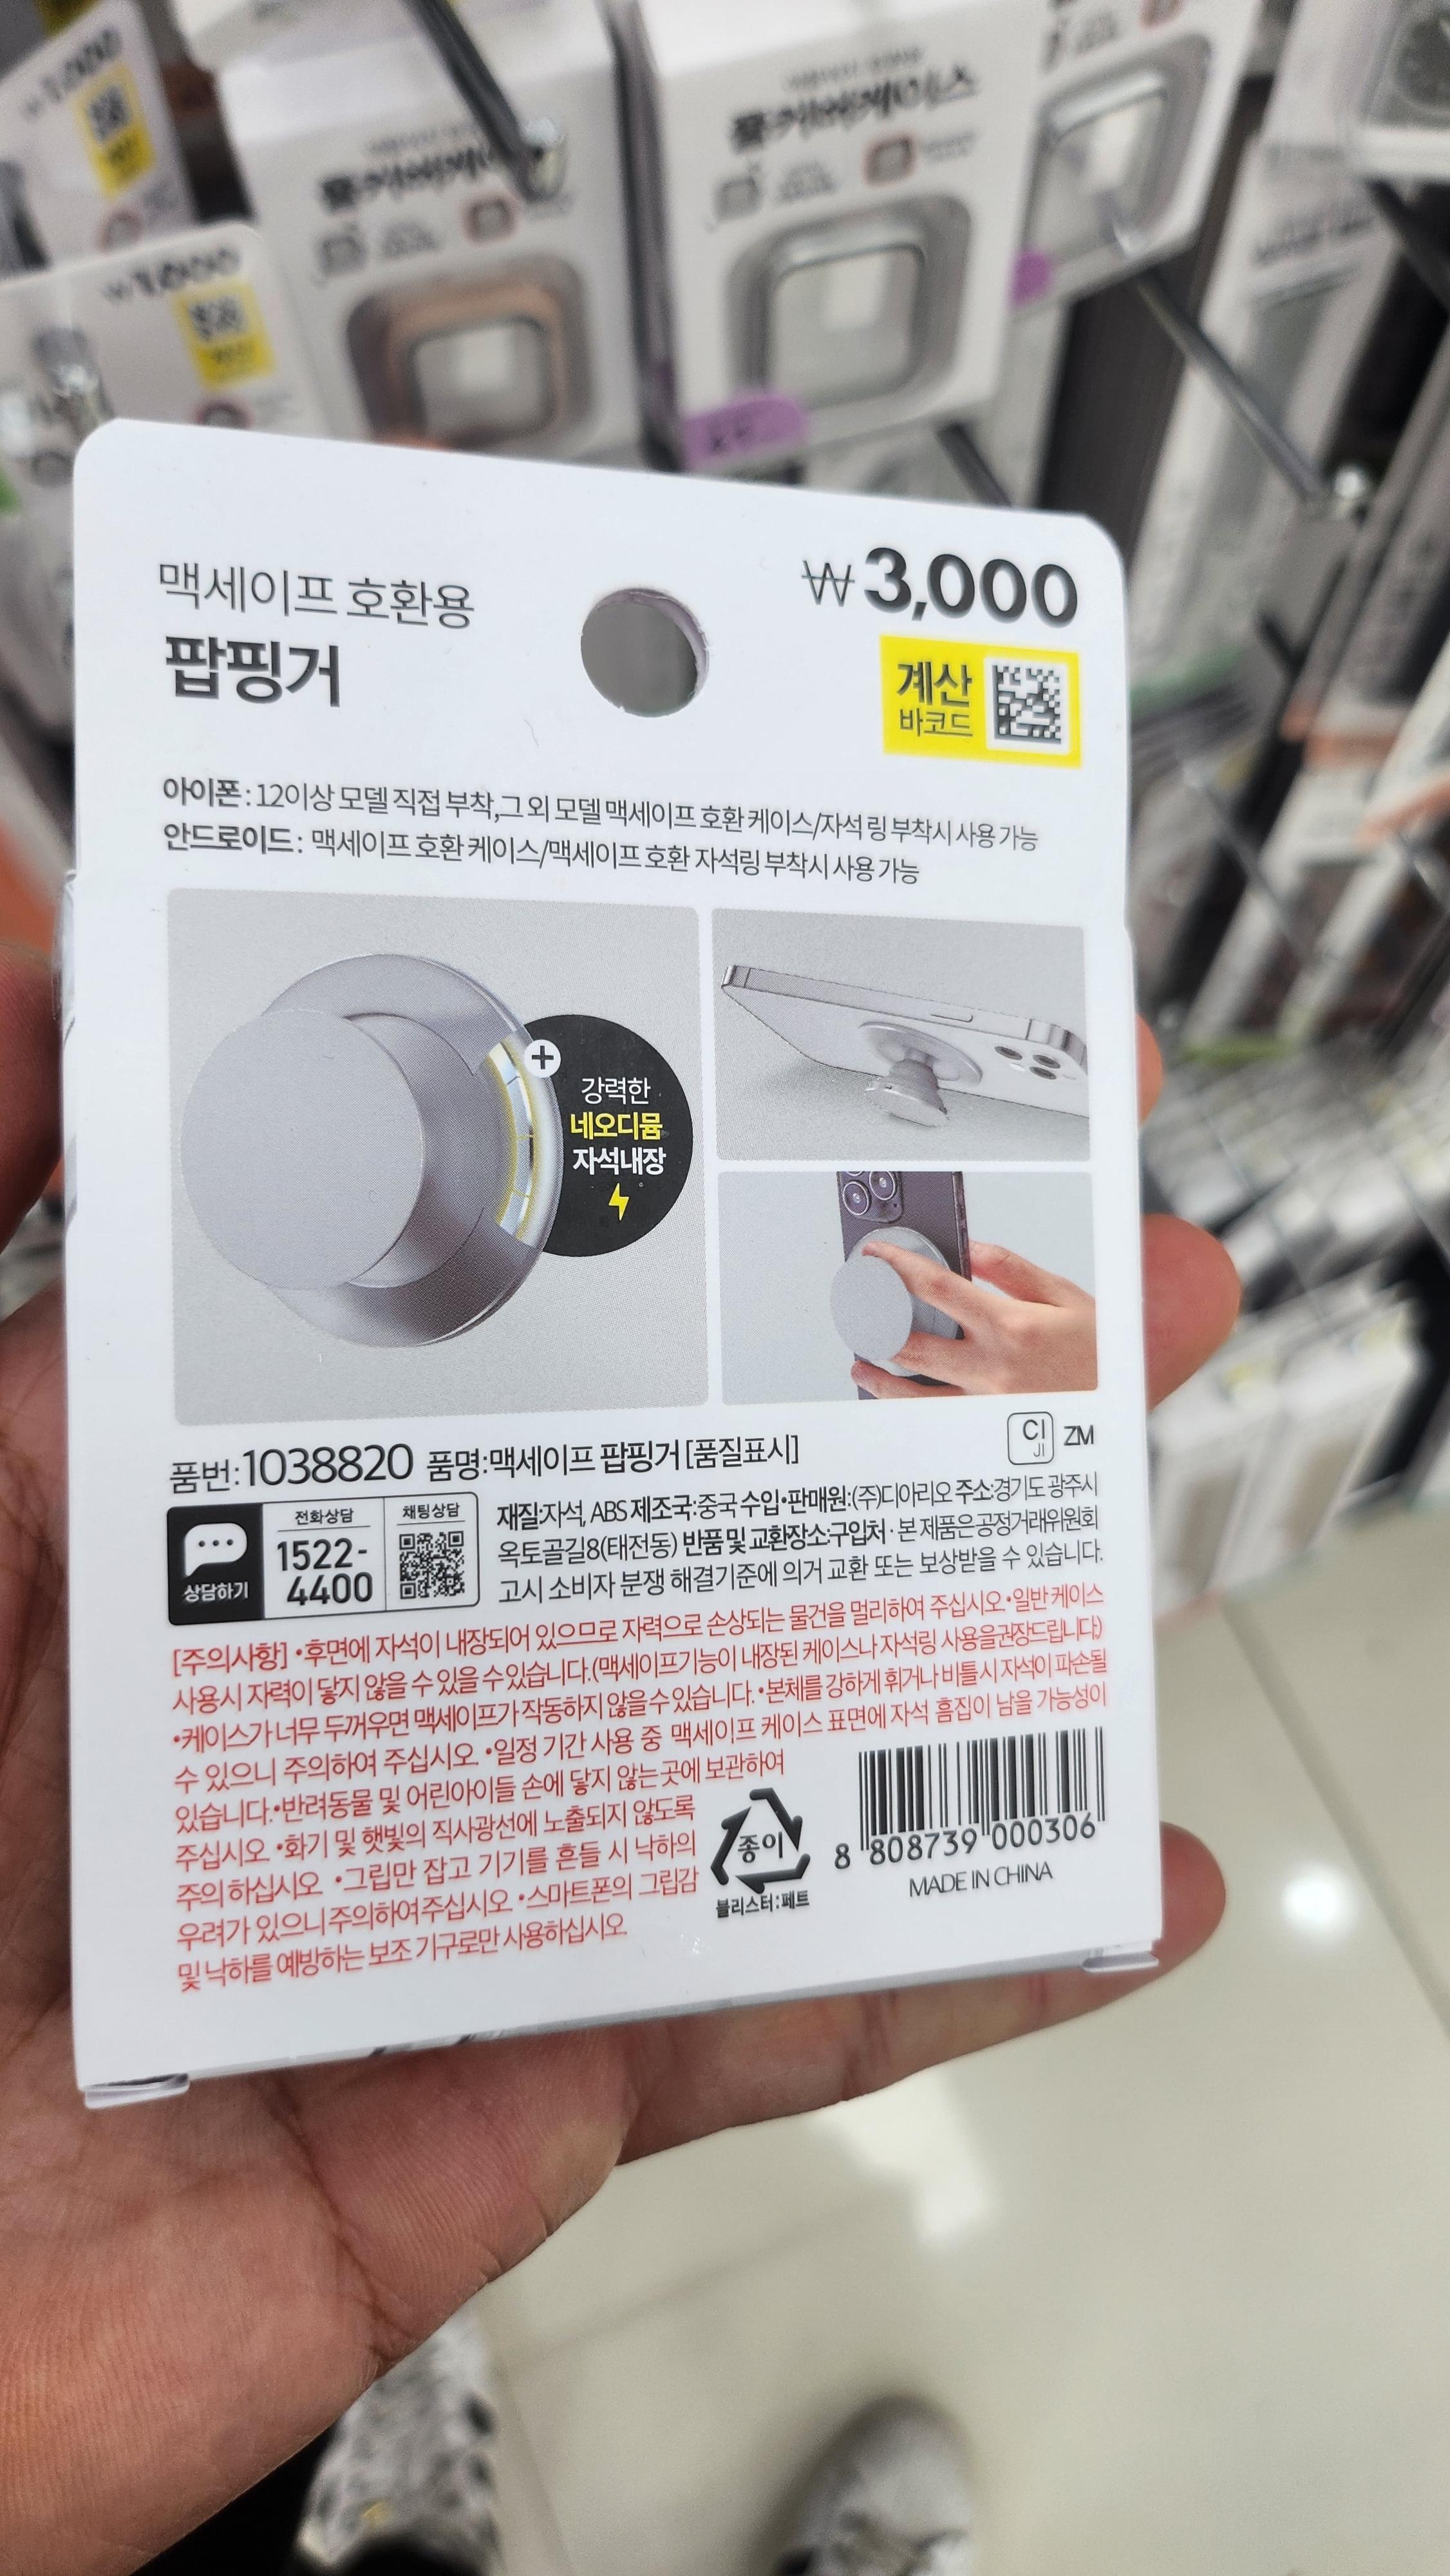 ₩1,000
₩1,000
폼커버케이스
맥세이프 호환용
팝핑거
₩3,000
계산
바코드
아이폰 : 12이상 모델 직접 부착,그 외 모델 맥세이프 호환 케이스/자석 링 부착시 사용 가능
안드로이드 : 맥세이프 호환 케이스/맥세이프 호환 자석링 부착시 사용 가능
+
강력한
네오디뮴
자석내장
품번:1038820 품명:맥세이프 팝핑거 [품질표시]
CI
JI
ZM
상담하기
전화상담
1522-
4400
채팅상담
재질:자석, ABS 제조국:중국 수입•판매원:(주)디아리오 주소:경기도 광주시
옥토골길8(태전동) 반품 및 교환장소:구입처 · 본 제품은 공정거래위원회
고시 소비자 분쟁 해결기준에 의거 교환 또는 보상받을 수 있습니다.
[주의사항] •후면에 자석이 내장되어 있으므로 자력으로 손상되는 물건을 멀리하여 주십시오.•일반 케이스
사용시 자력이 닿지 않을 수 있을 수 있습니다.(맥세이프기능이 내장된 케이스나 자석링 사용을권장드립니다)
•케이스가 너무 두꺼우면 맥세이프가 작동하지 않을 수 있습니다. •본체를 강하게 휘거나 비틀시 자석이 파손될
수 있으니 주의하여 주십시오. •일정 기간 사용 중 맥세이프 케이스 표면에 자석 흠집이 남을 가능성이
있습니다.•반려동물 및 어린아이들 손에 닿지 않는곳에 보관하여
주십시오. •화기 및 햇빛의 직사광선에 노출되지 않도록
주의 하십시오. •그립만 잡고 기기를 흔들 시 낙하의
우려가 있으니 주의하여 주십시오. •스마트폰의 그립감
및 낙하를 예방하는 보조 기구로만 사용하십시오.
종이
블리스터:페트
8 808739 000306
MADE IN CHINA